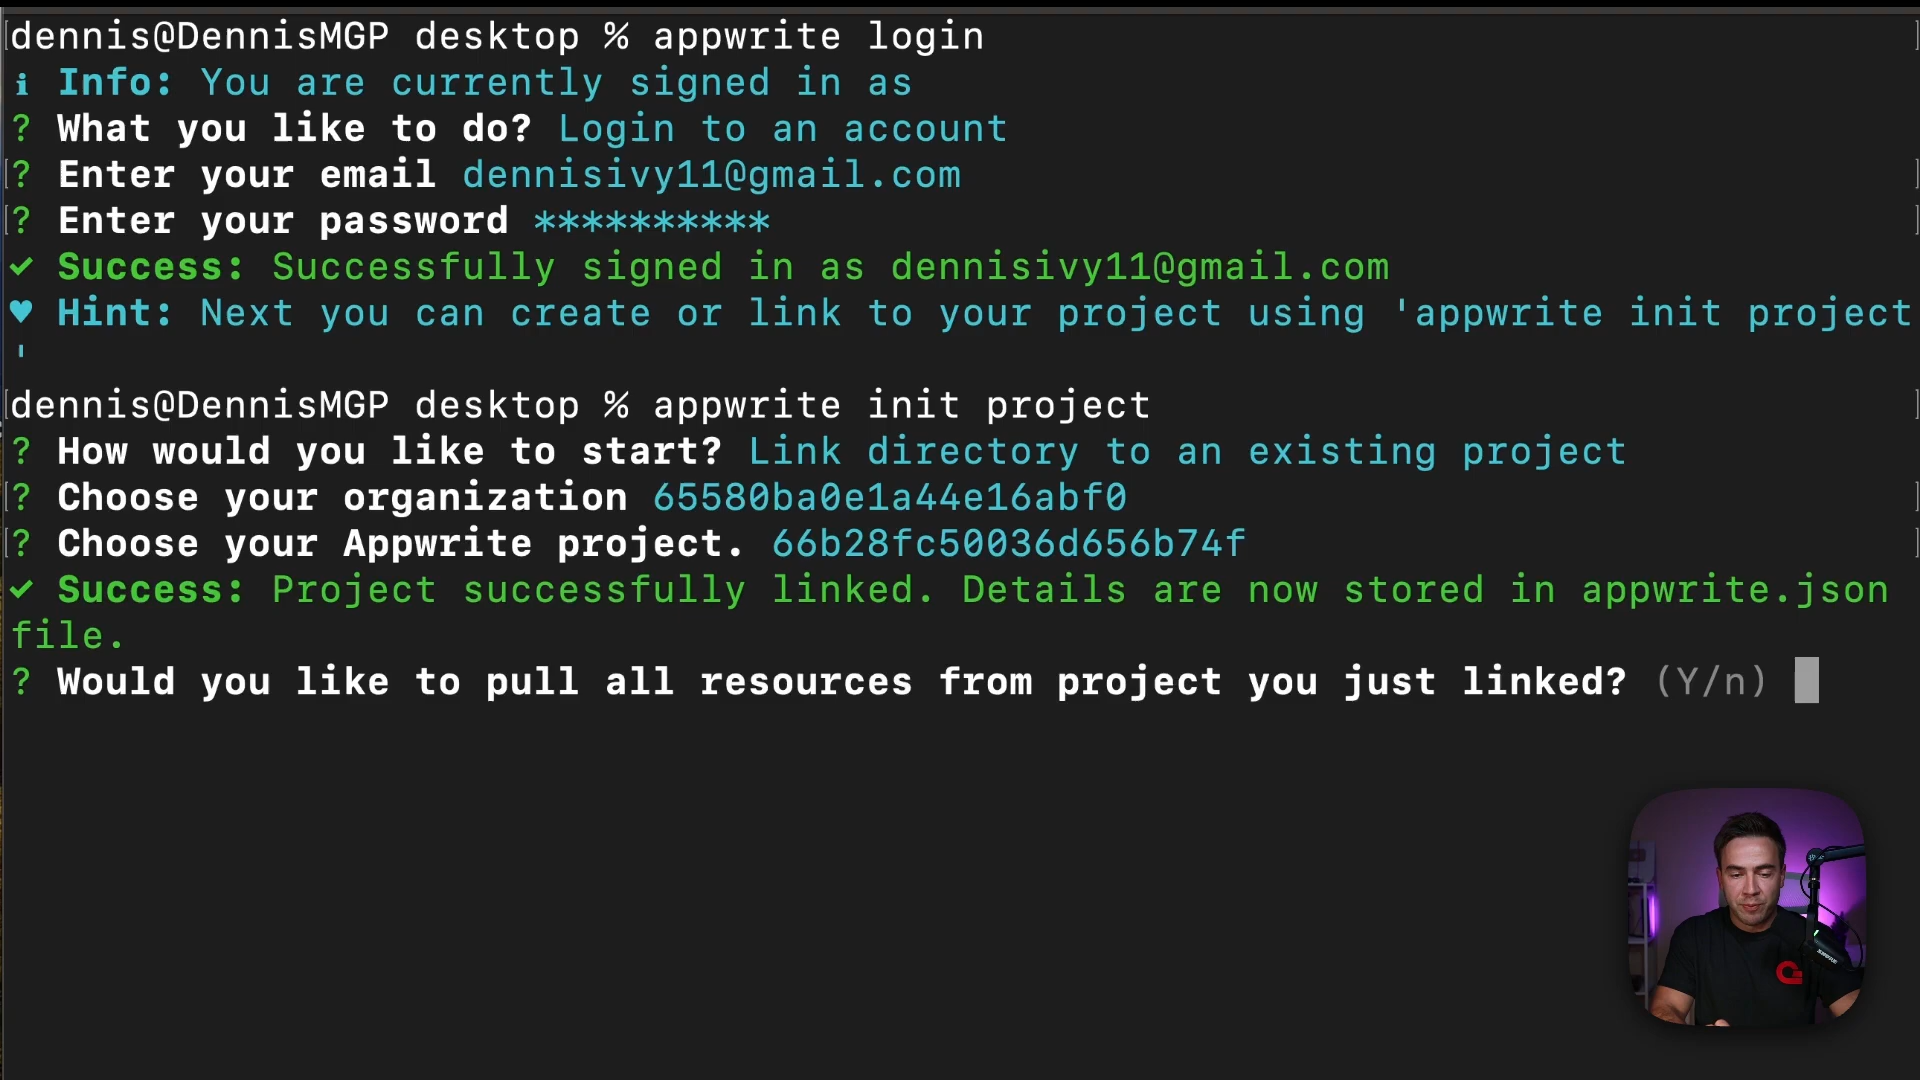 dennis@DennisMGP desktop % appwrite login
ℹ Info: You are currently signed in as
? What you like to do? Login to an account
? Enter your email dennisivy11@gmail.com
? Enter your password **********
✓ Success: Successfully signed in as dennisivy11@gmail.com
♥ Hint: Next you can create or link to your project using 'appwrite init project
'
dennis@DennisMGP desktop % appwrite init project
? How would you like to start? Link directory to an existing project
? Choose your organization 65580ba0e1a44e16abf0
? Choose your Appwrite project. 66b28fc50036d656b74f
✓ Success: Project successfully linked. Details are now stored in appwrite.json
file.
? Would you like to pull all resources from project you just linked? (Y/n)